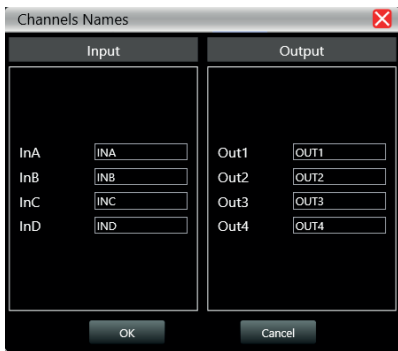 Channels Names
Input Output
InA INA Out1 OUT1
InB INB Out2 OUT2
InC INC Out3 OUT3
InD IND Out4 OUT4
OK Cancel